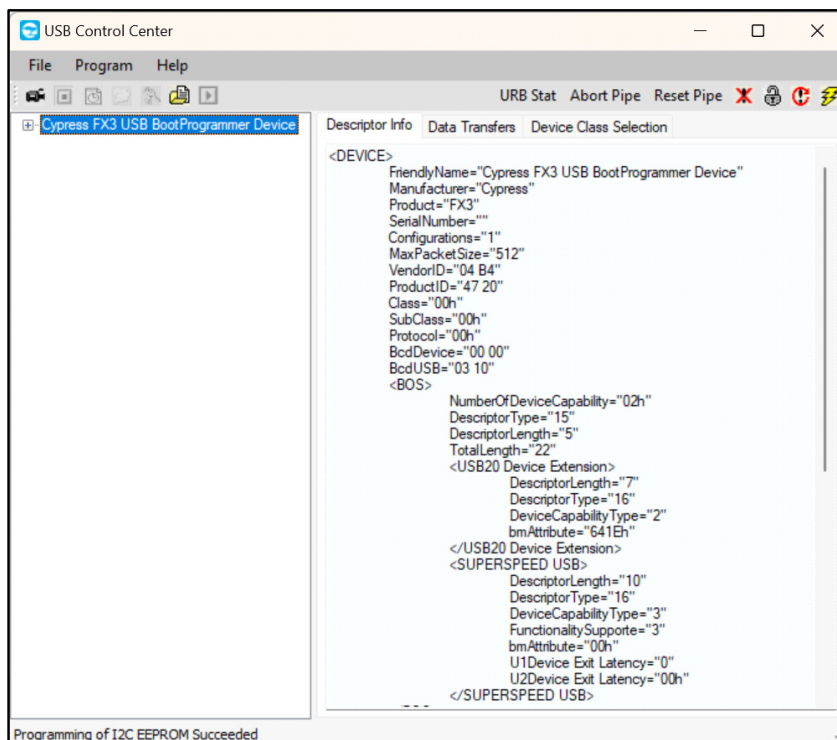 USB Control Center
File Program Help
URB Stat Abort Pipe Reset Pipe
Cypress FX3 USB BootProgrammer Device
Descriptor Info Data Transfers Device Class Selection
<DEVICE>
FriendlyName="Cypress FX3 USB BootProgrammer Device"
Manufacturer="Cypress"
Product="FX3"
SerialNumber=""
Configurations="1"
MaxPacketSize="512"
VendorID="04 B4"
ProductID="47 20"
Class="00h"
SubClass="00h"
Protocol="00h"
BcdDevice="00 00"
BcdUSB="03 10"
<BOS>
NumberOfDeviceCapability="02h"
DescriptorType="15"
DescriptorLength="5"
TotalLength="22"
<USB20 Device Extension>
DescriptorLength="7"
DescriptorType="16"
DeviceCapabilityType="2"
bmAttribute="641Eh"
</USB20 Device Extension>
<SUPERSPEED USB>
DescriptorLength="10"
DescriptorType="16"
DeviceCapabilityType="3"
FunctionalitySupporte="3"
bmAttribute="00h"
U1Device Exit Latency="0"
U2Device Exit Latency="00h"
</SUPERSPEED USB>
Programming of I2C EEPROM Succeeded